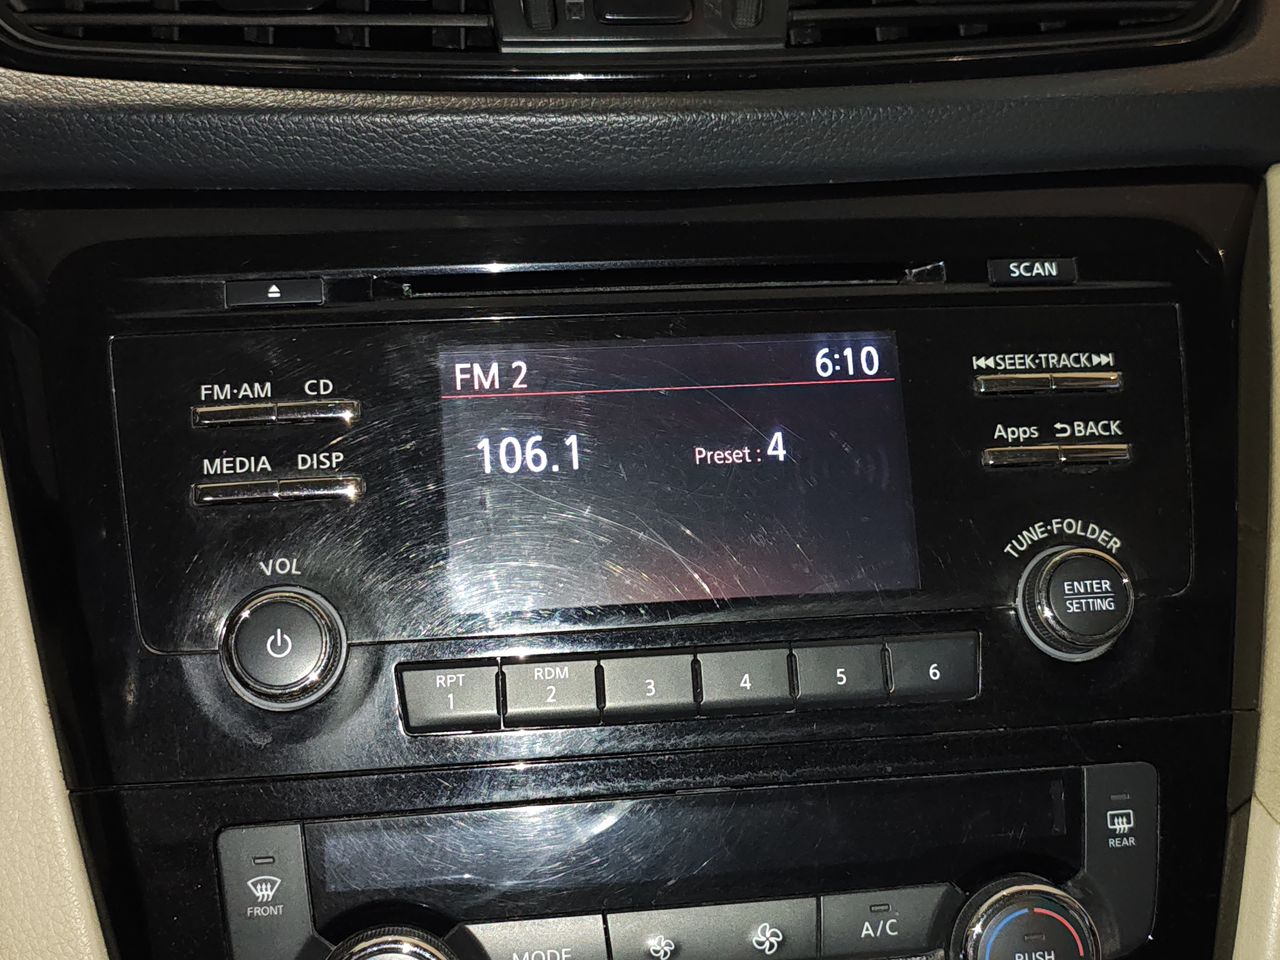 SCAN
FM·AM CD
MEDIA DISP
VOL
FM 2 6:10
106.1 Preset : 4
SEEK·TRACK
Apps BACK
TUNE·FOLDER
ENTER
SETTING
RPT
1
RDM
2
3
4
5
6
FRONT
REAR
MODE
A/C
PUSH